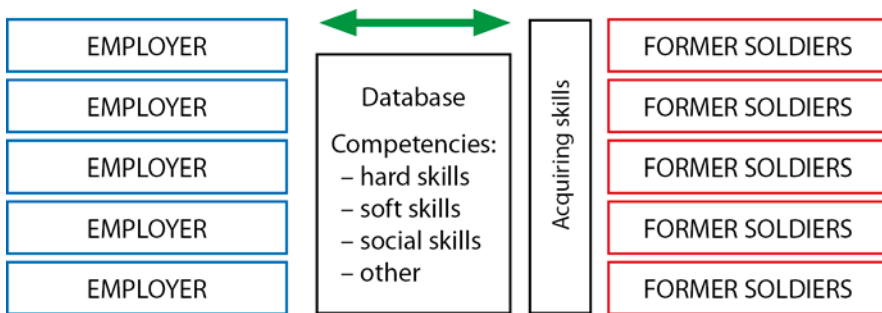 EMPLOYER
EMPLOYER
EMPLOYER
EMPLOYER
EMPLOYER
Database
Competencies:
– hard skills
– soft skills
– social skills
– other
Acquiring skills
FORMER SOLDIERS
FORMER SOLDIERS
FORMER SOLDIERS
FORMER SOLDIERS
FORMER SOLDIERS